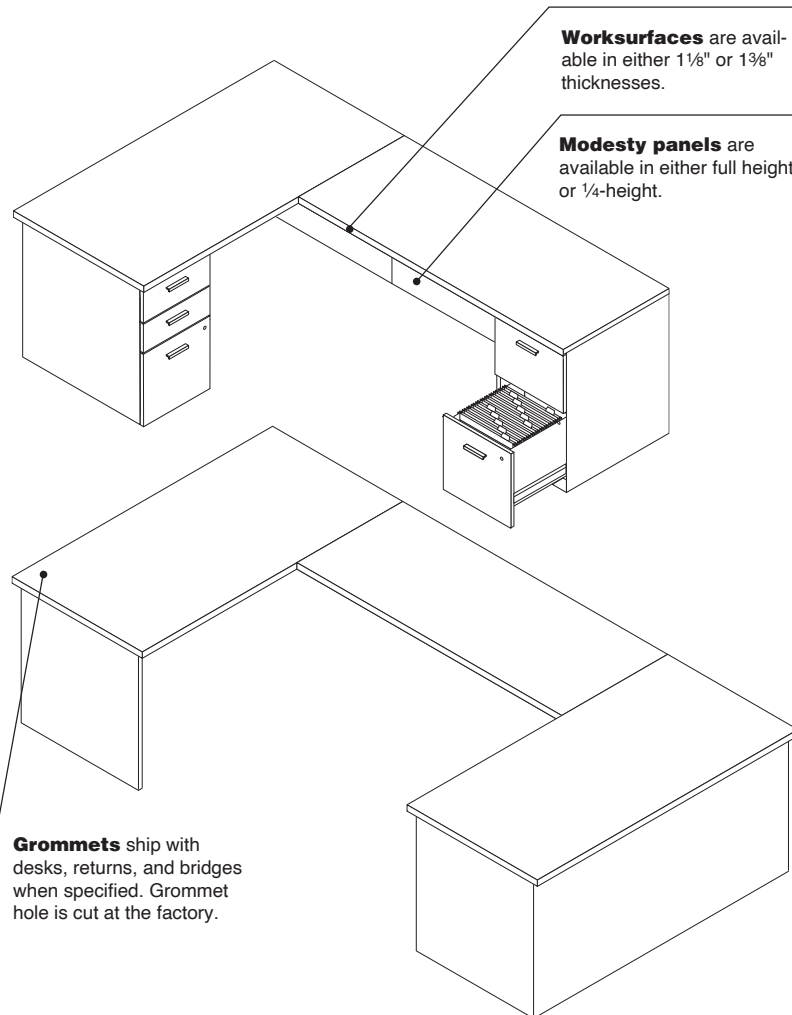 Worksurfaces are avail-
able in either 1⅛" or 1⅜"
thicknesses.
Modesty panels are
available in either full height
or ¼-height.
Grommets ship with
desks, returns, and bridges
when specified. Grommet
hole is cut at the factory.